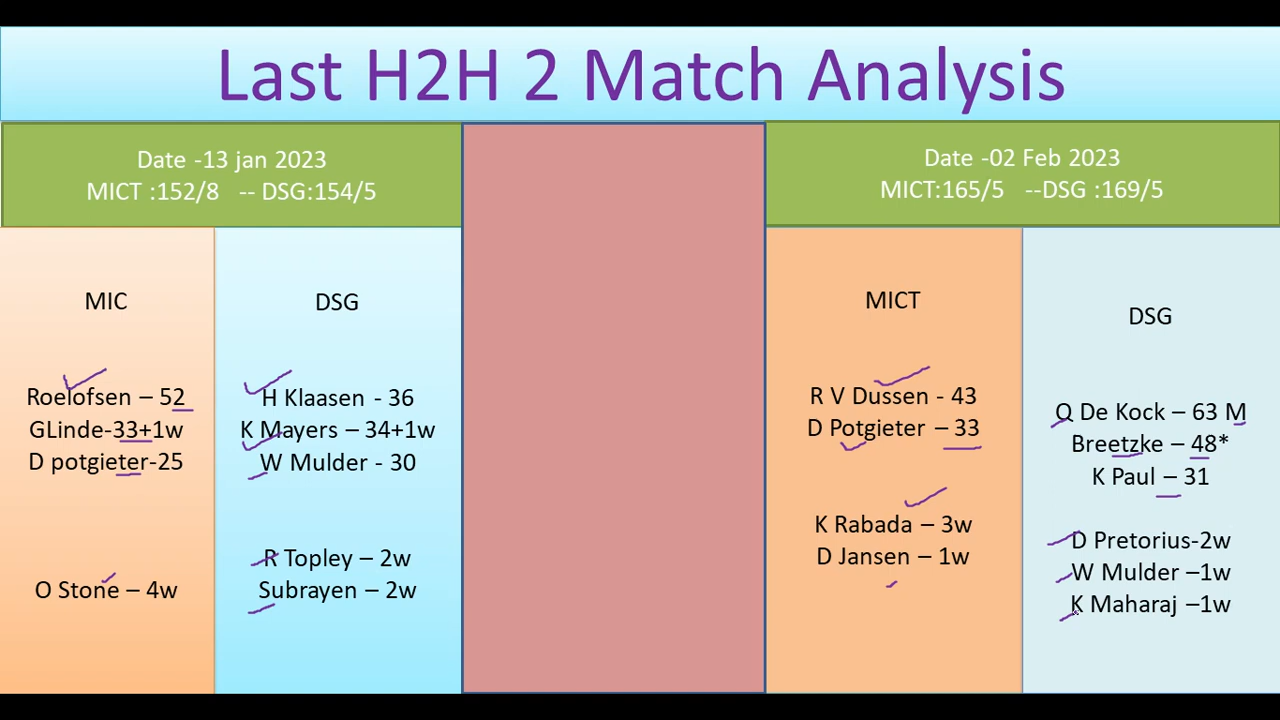 Last H2H 2 Match Analysis
Date -13 jan 2023
MICT :152/8 -- DSG:154/5
MIC
Roelofsen – 52
GLinde-33+1w
D potgieter-25
O Stone – 4w
DSG
H Klaasen - 36
K Mayers – 34+1w
W Mulder - 30
R Topley – 2w
Subrayen – 2w
Date -02 Feb 2023
MICT:165/5 --DSG :169/5
MICT
R V Dussen - 43
D Potgieter – 33
K Rabada – 3w
D Jansen – 1w
DSG
Q De Kock – 63 M
Breetzke – 48*
K Paul – 31
D Pretorius-2w
W Mulder –1w
K Maharaj –1w